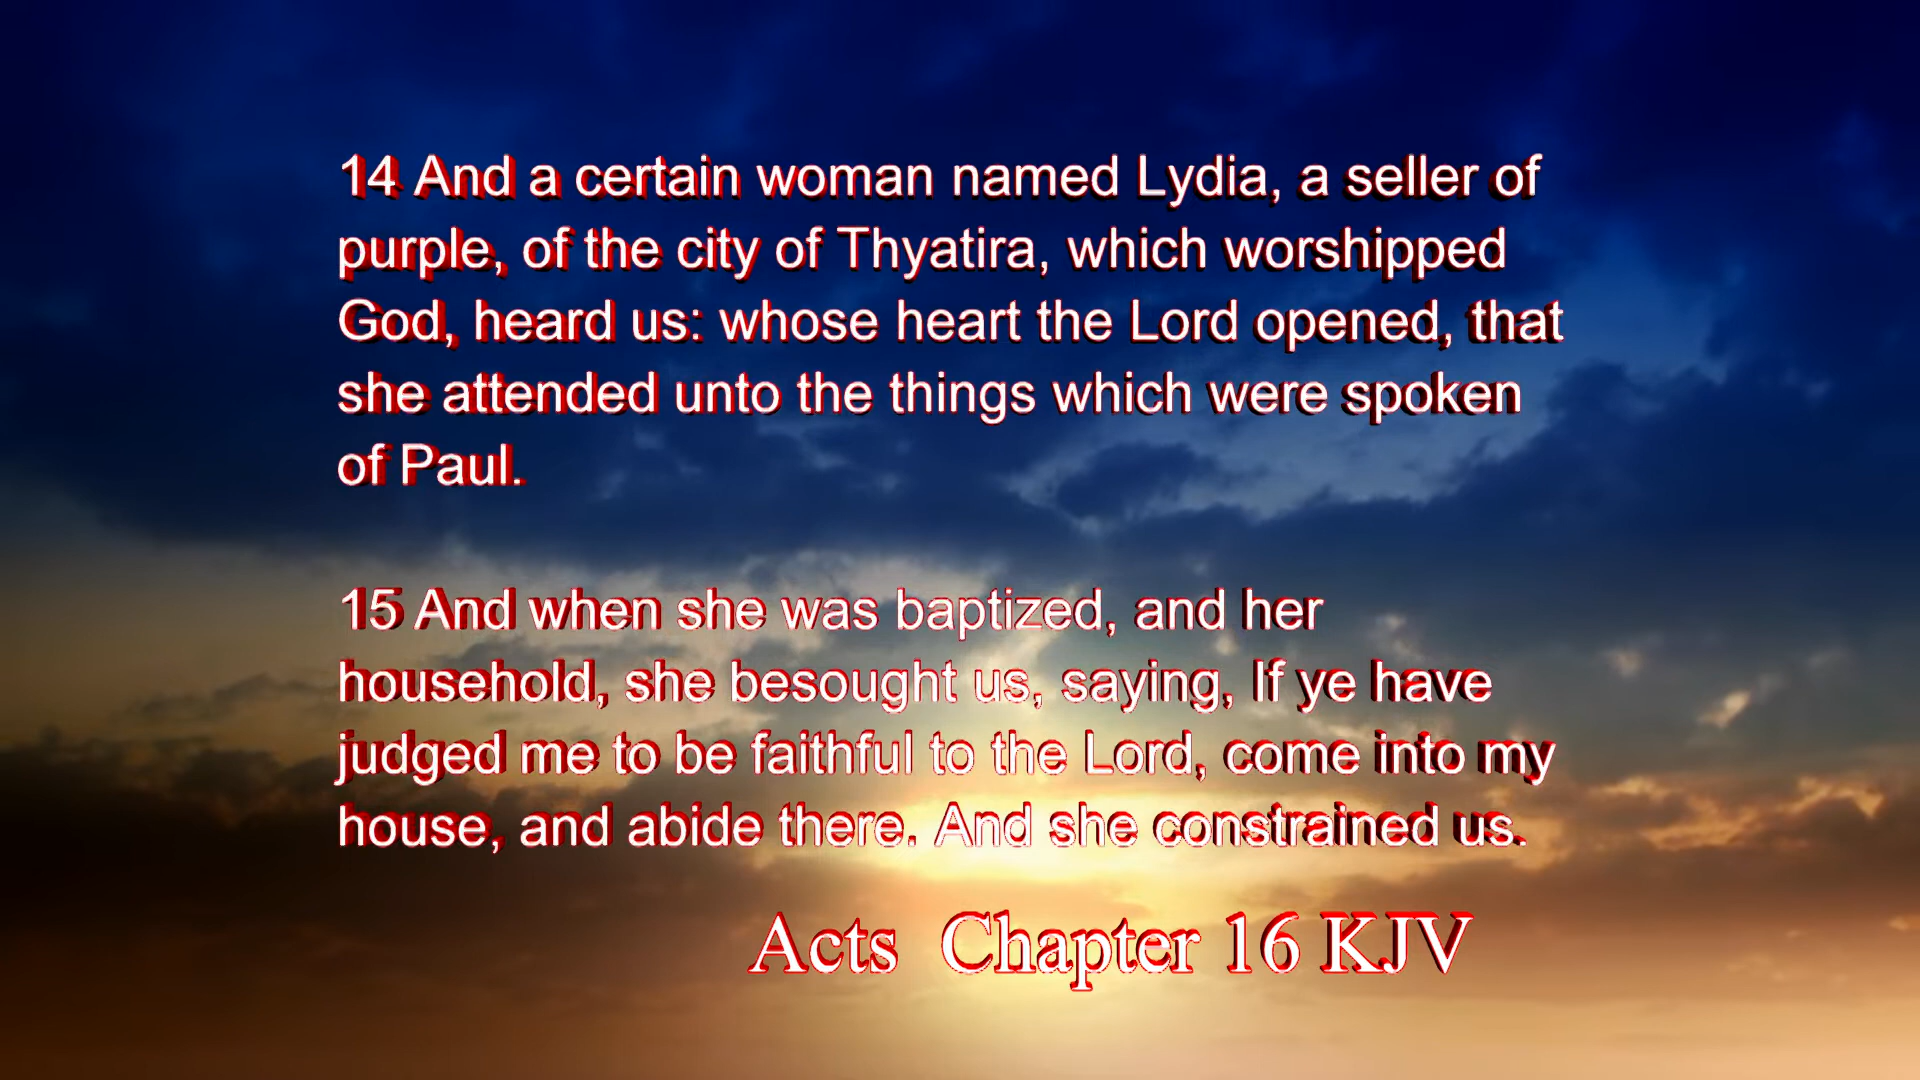 14 And a certain woman named Lydia, a seller of
purple, of the city of Thyatira, which worshipped
God, heard us: whose heart the Lord opened, that
she attended unto the things which were spoken
of Paul.
15 And when she was baptized, and her
household, she besought us, saying, If ye have
judged me to be faithful to the Lord, come into my
house, and abide there. And she constrained us.
Acts Chapter 16 KJV